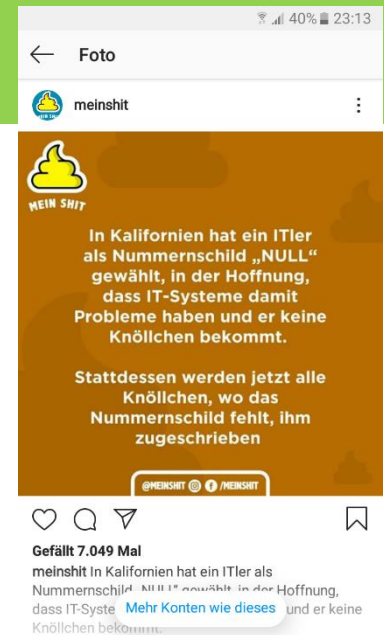 40% 23:13
Foto
meinshit
MEIN SHIT
In Kalifornien hat ein ITler
als Nummernschild „NULL“
gewählt, in der Hoffnung,
dass IT-Systeme damit
Probleme haben und er keine
Knöllchen bekommt.
Stattdessen werden jetzt alle
Knöllchen, wo das
Nummernschild fehlt, ihm
zugeschrieben
@MEINSHIT /MEINSHIT
Gefällt 7.049 Mal
meinshit In Kalifornien hat ein ITler als
Nummernschild „NULL“ gewählt, in der Hoffnung,
dass IT-Syste Mehr Konten wie dieses und er keine
Knöllchen bekommt.